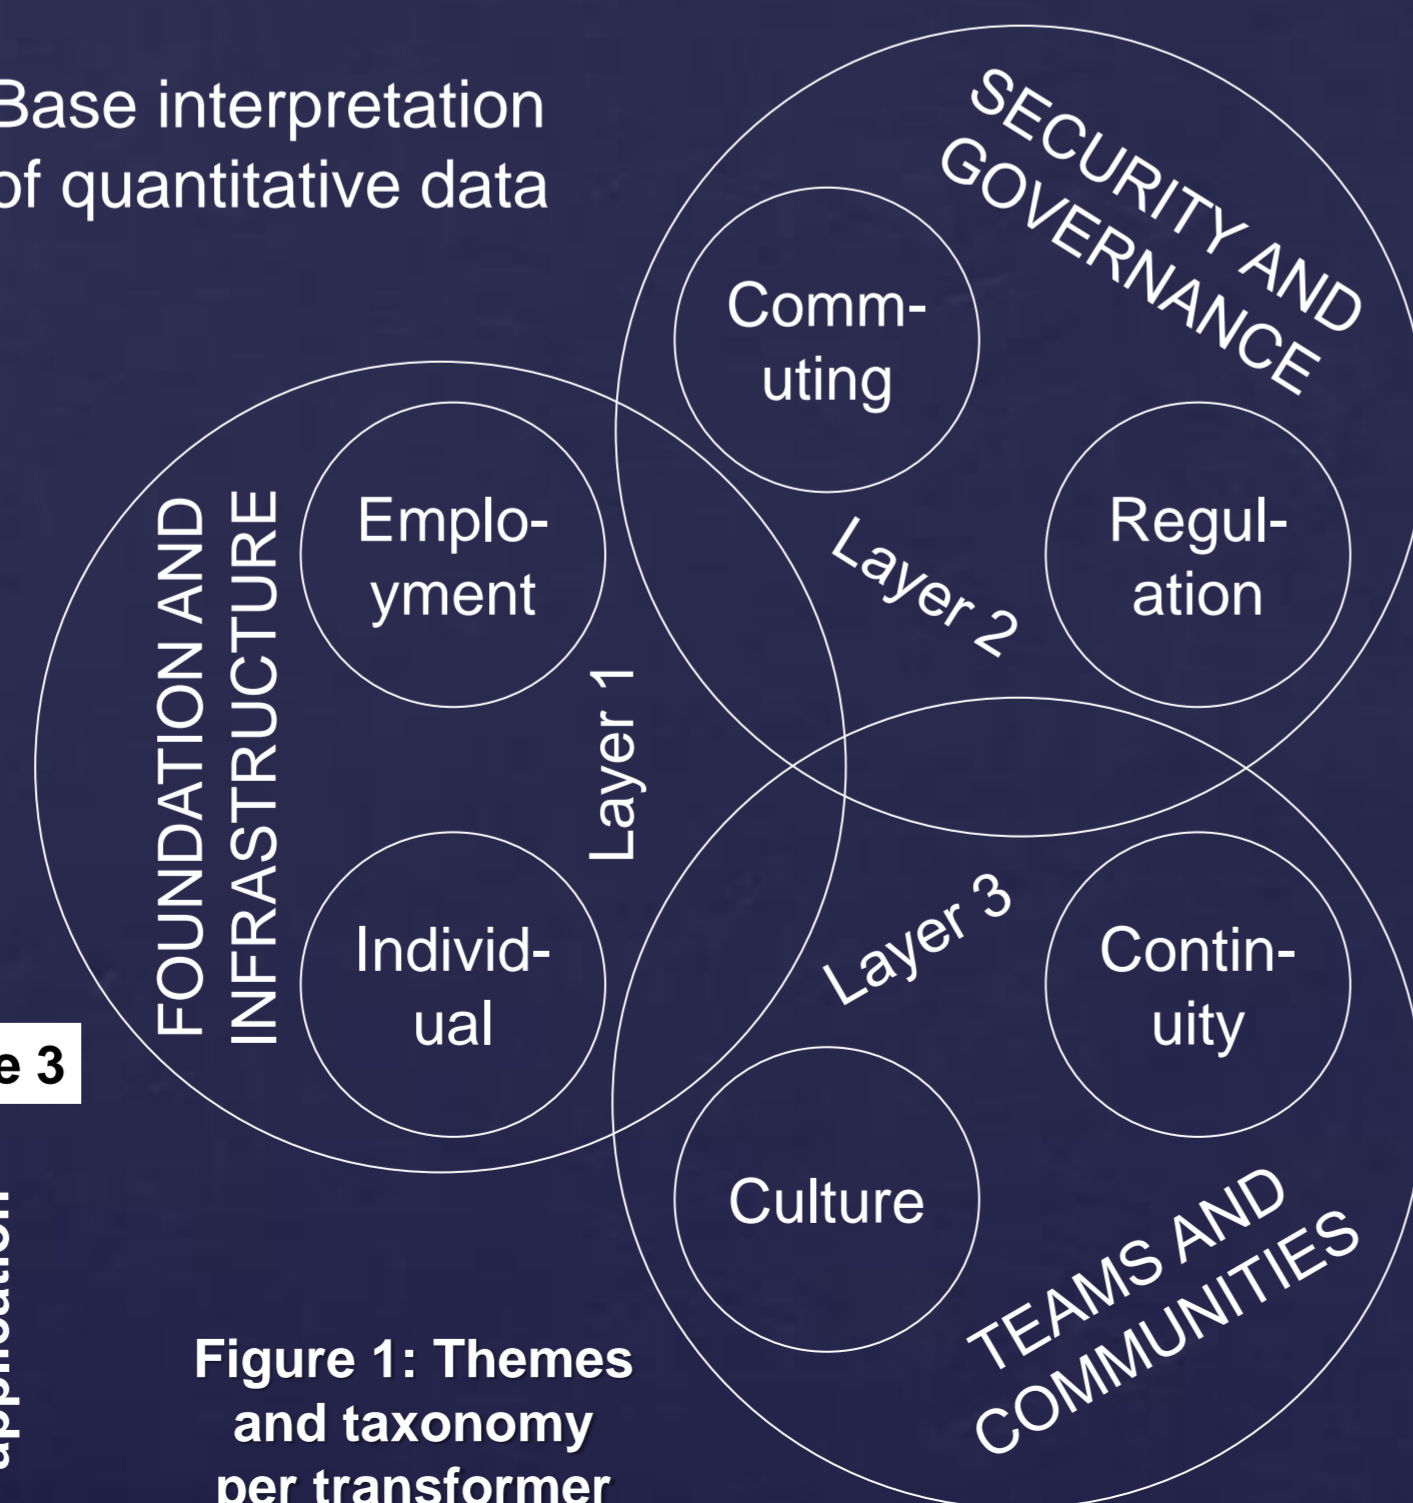 Base interpretation
of quantitative data
SECURITY AND
GOVERNANCE
Comm-
uting
Regul-
ation
Layer 2
FOUNDATION AND
INFRASTRUCTURE
Emplo-
yment
Layer 1
Individ-
ual
Layer 3
Contin-
uity
Culture
TEAMS AND
COMMUNITIES
e 3
application
Figure 1: Themes
and taxonomy
per transformer